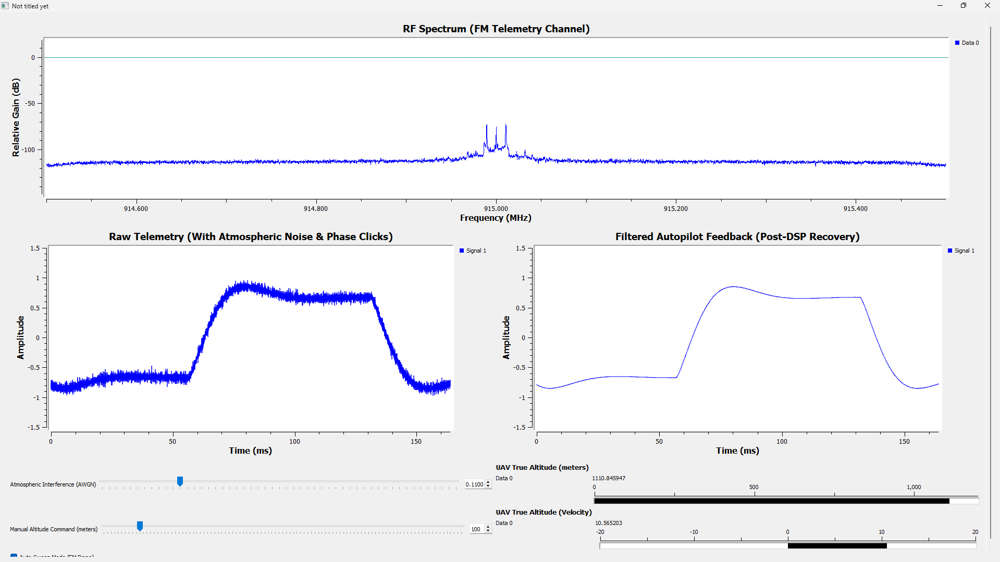 Not titled yet
RF Spectrum (FM Telemetry Channel)
Data 0
Relative Gain (dB)
0
-50
-100
914.600 914.800 915.000 915.200 915.400
Frequency (MHz)
Raw Telemetry (With Atmospheric Noise & Phase Clicks)
Signal 1
Amplitude
1.5
1
0.5
0
-0.5
-1
-1.5
0 50 100 150
Time (ms)
Filtered Autopilot Feedback (Post-DSP Recovery)
Signal 1
Amplitude
1.5
1
0.5
0
-0.5
-1
-1.5
0 50 100 150
Time (ms)
Atmospheric Interference (AWGN) 0.1100
Manual Altitude Command (meters) 100
Auto Sweep Mode (FM Demo)
UAV True Altitude (meters)
Data 0 1110.845947
0 500 1,000
UAV True Altitude (Velocity)
Data 0 10.565203
-20 -10 0 10 20